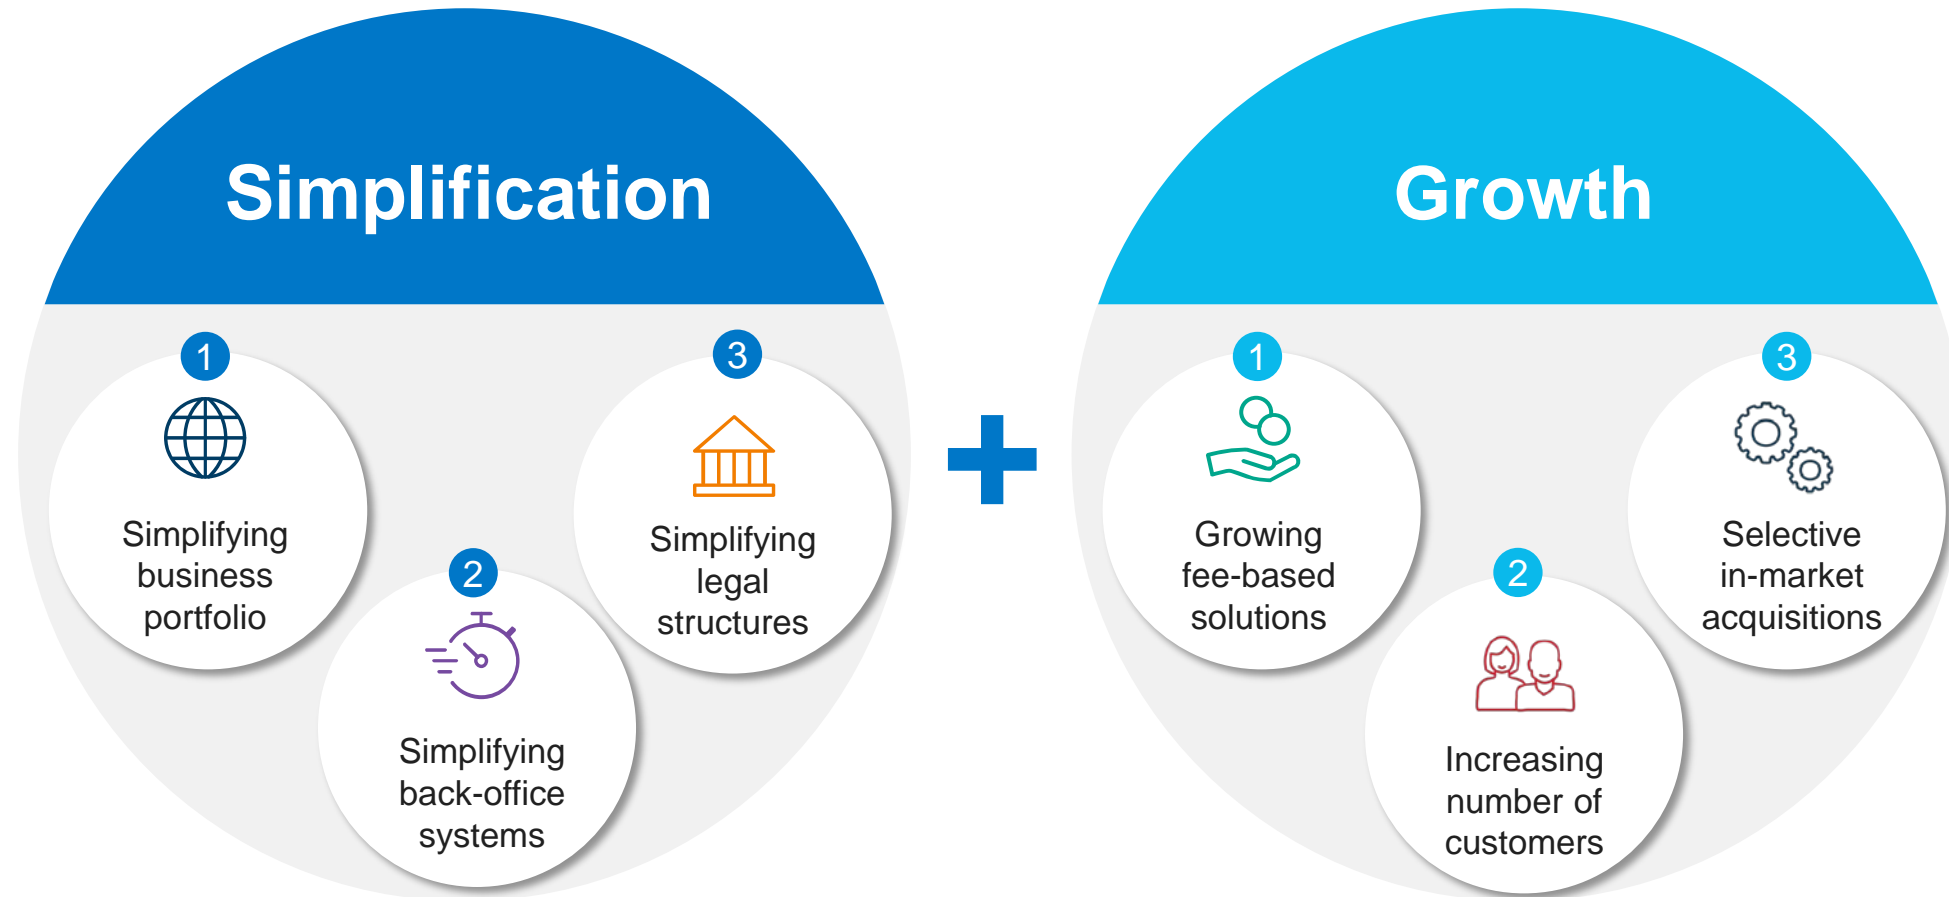 Simplification
1
Simplifying
business
portfolio
2
Simplifying
back-office
systems
3
Simplifying
legal
structures
Growth
1
Growing
fee-based
solutions
2
Increasing
number of
customers
3
Selective
in-market
acquisitions